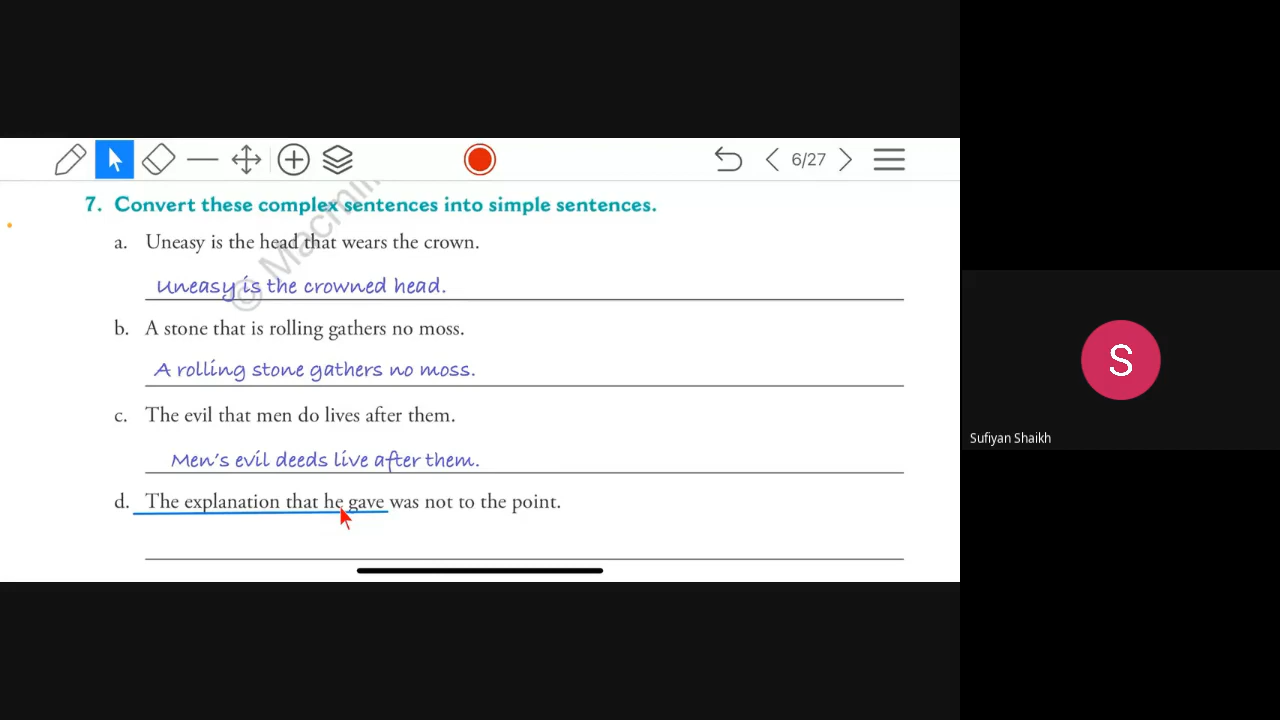 6/27
© Macmill
7. Convert these complex sentences into simple sentences.
a. Uneasy is the head that wears the crown.
Uneasy is the crowned head.
b. A stone that is rolling gathers no moss.
A rolling stone gathers no moss.
c. The evil that men do lives after them.
Men's evil deeds live after them.
d. The explanation that he gave was not to the point.
S
Sufiyan Shaikh